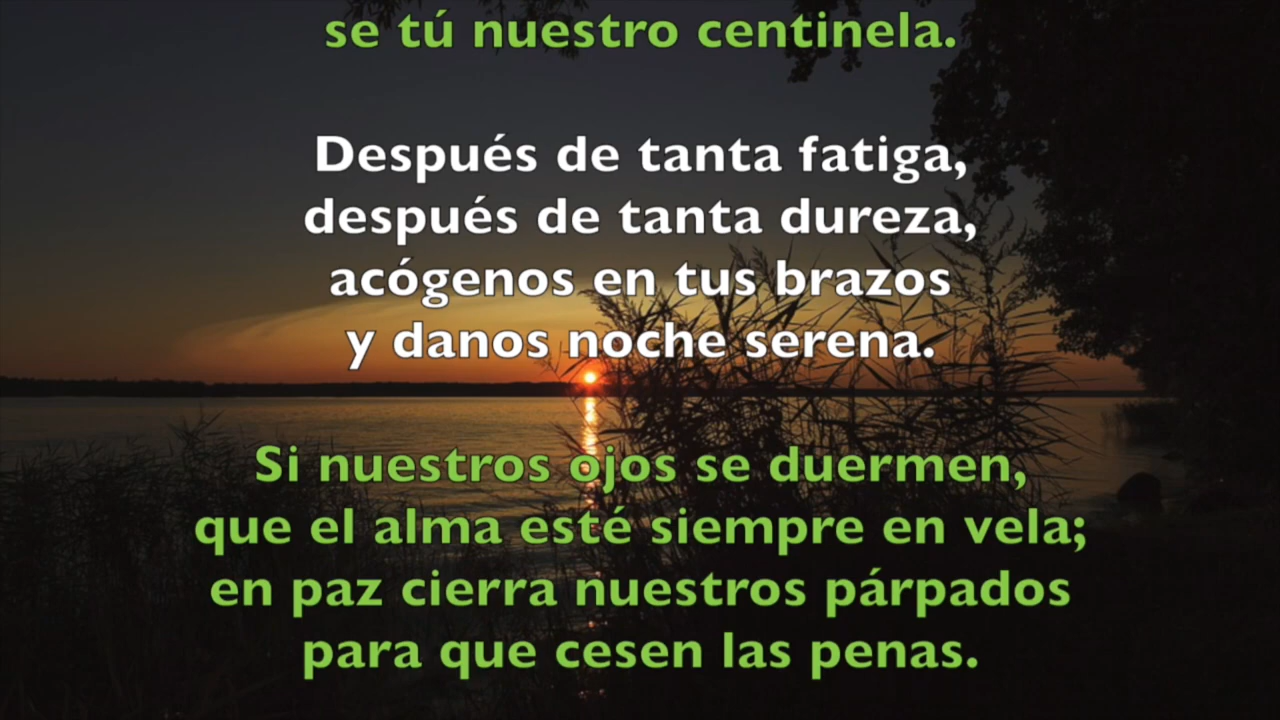 se tú nuestro centinela.
Después de tanta fatiga,
después de tanta dureza,
acógenos en tus brazos
y danos noche serena.
Si nuestros ojos se duermen,
que el alma esté siempre en vela;
en paz cierra nuestros párpados
para que cesen las penas.